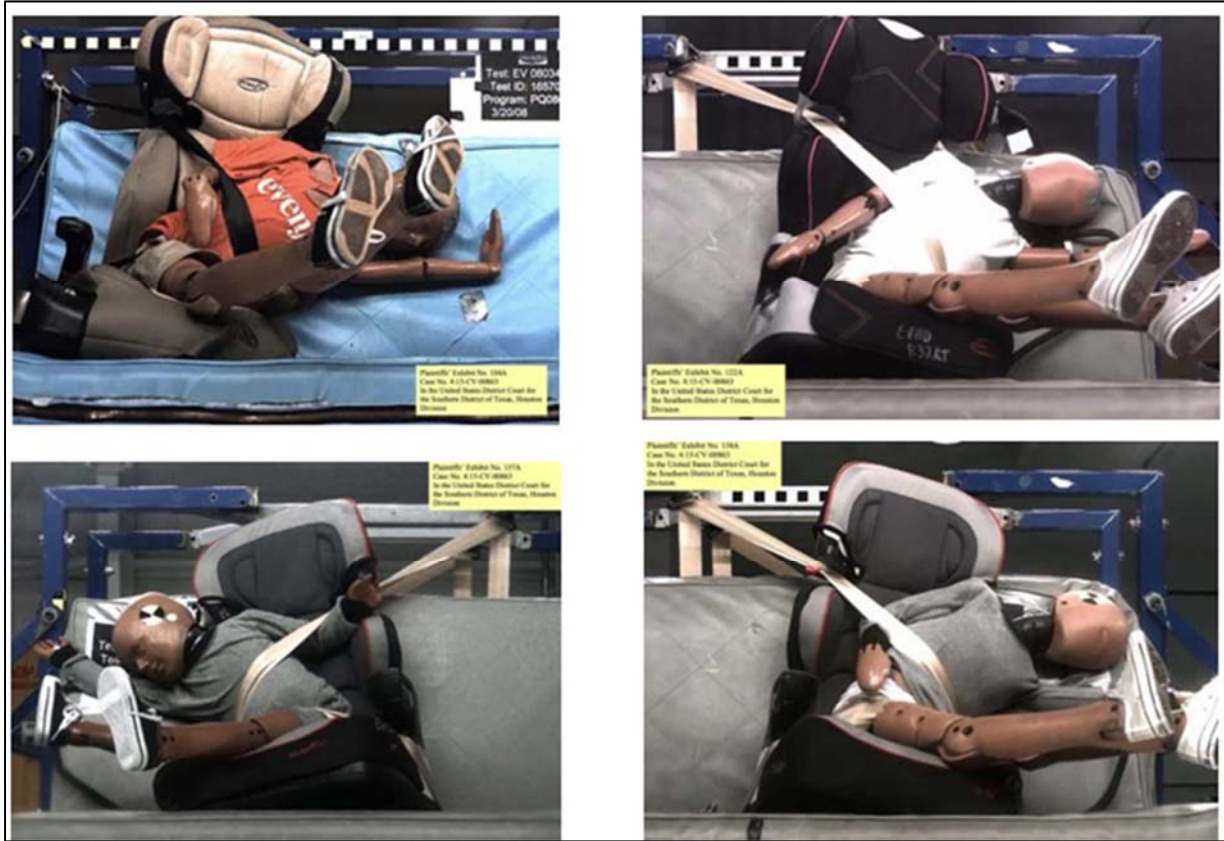 Test: EV 08034
Test ID: 16570
Program: PQ080
3/20/08
evenf
Plaintiffs' Exhibit No. 104A
Case No. 4:15-CV-00863
In the United States District Court for
the Southern District of Texas, Houston
Division
Plaintiffs' Exhibit No. 122A
Case No. 4:15-CV-00863
In the United States District Court for
the Southern District of Texas, Houston
Division
Plaintiffs' Exhibit No. 137A
Case No. 4:15-CV-00863
In the United States District Court for
the Southern District of Texas, Houston
Division
Te
Plaintiffs' Exhibit No. 138A
Case No. 4:15-CV-00863
In the United States District Court for
the Southern District of Texas, Houston
Division